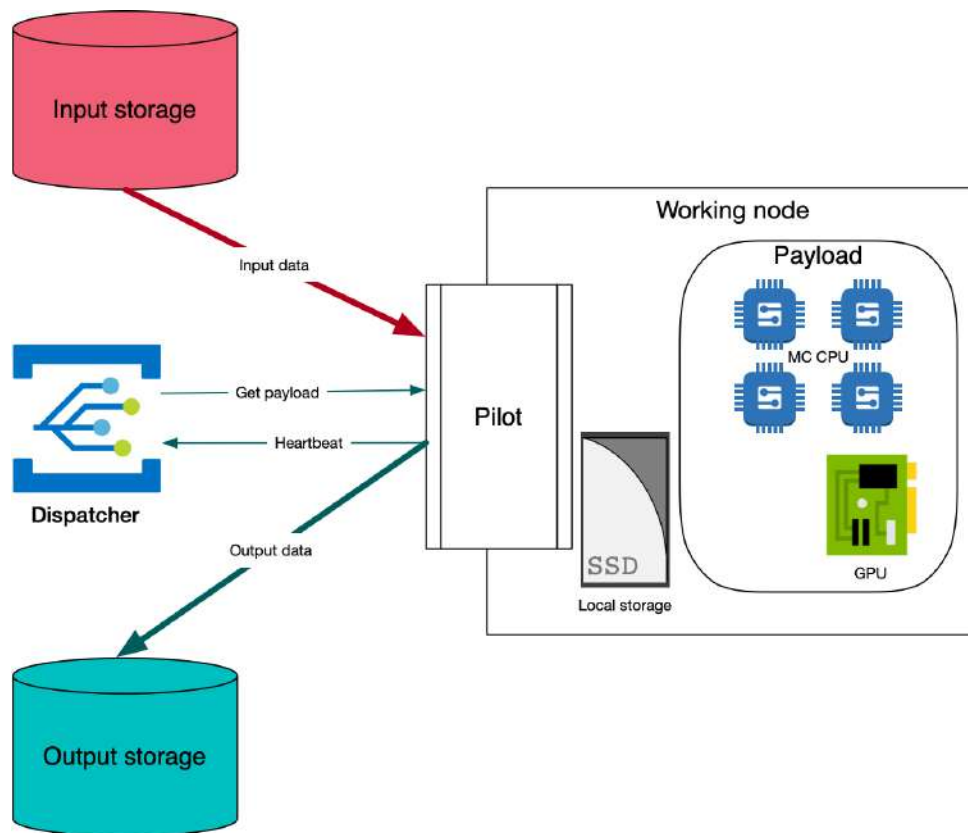 Input storage
Working node
Payload
Input data
MC CPU
Get payload
Pilot
Heartbeat
Dispatcher
Output data
SSD
GPU
Local storage
Output storage